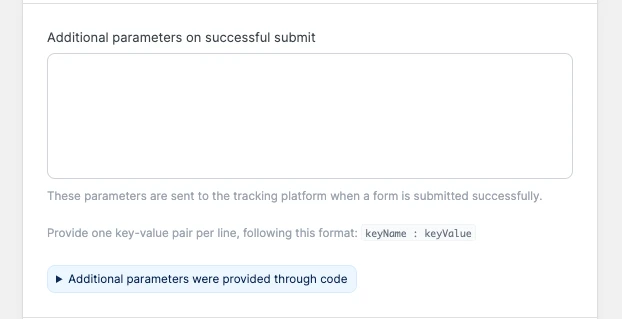 Additional parameters on successful submit
These parameters are sent to the tracking platform when a form is submitted successfully.
Provide one key-value pair per line, following this format: keyName : keyValue
Additional parameters were provided through code